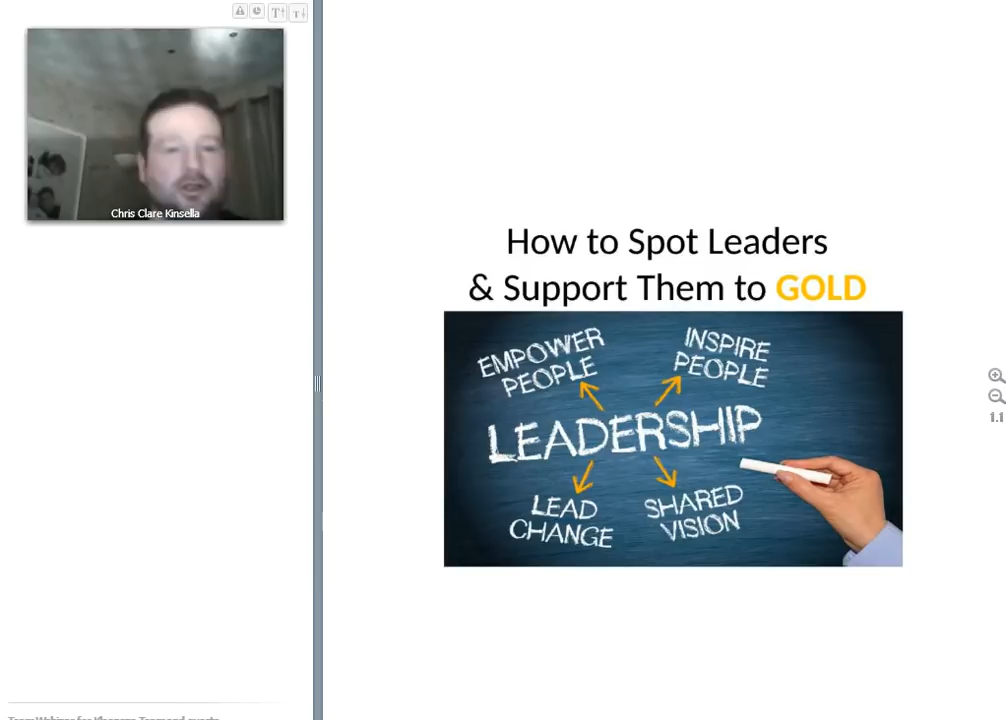 Chris Clare Kinsella
How to Spot Leaders
& Support Them to GOLD
EMPOWER
PEOPLE
INSPIRE
PEOPLE
LEADERSHIP
LEAD
CHANGE
SHARED
VISION
1.1